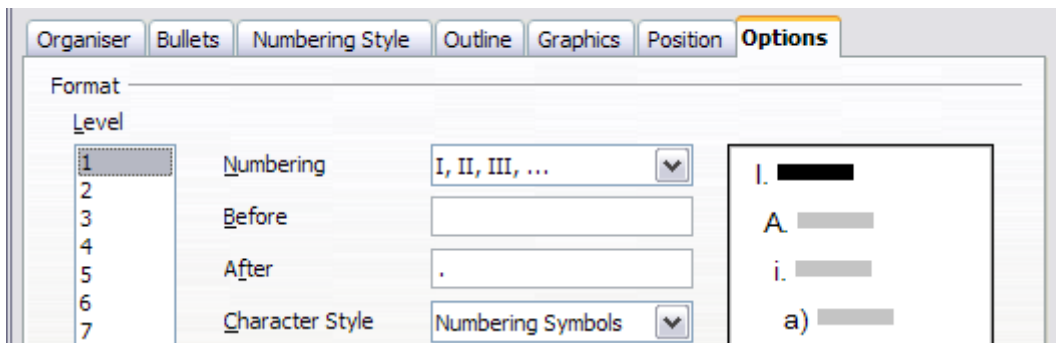 Organiser Bullets Numbering Style Outline Graphics Position Options
Format
Level
1 Numbering I, II, III, ... I.
2
3 Before A.
4
5 After . i.
6
7 Character Style Numbering Symbols a)